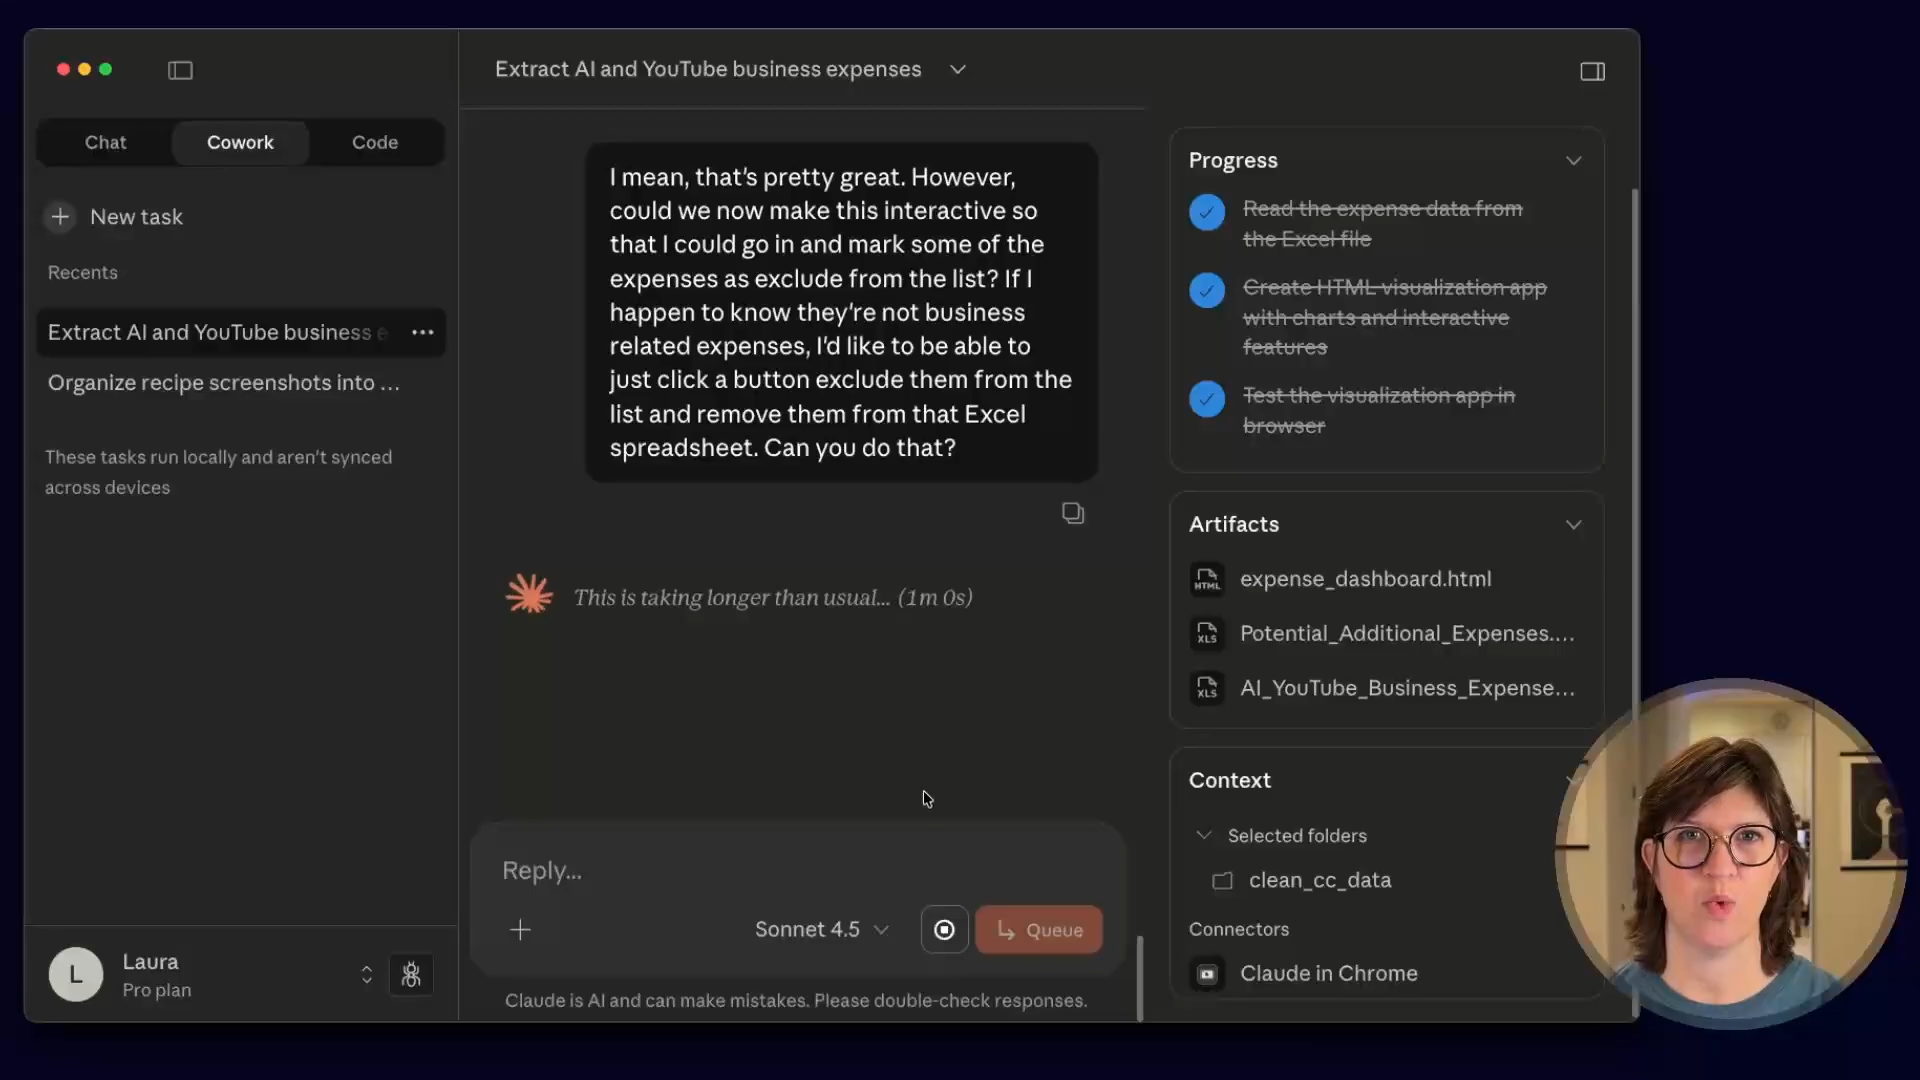 Chat
Cowork
Code
New task
Recents
Extract AI and YouTube business e
Organize recipe screenshots into ...
These tasks run locally and aren't synced
across devices
L
Laura
Pro plan
Extract AI and YouTube business expenses
I mean, that's pretty great. However,
could we now make this interactive so
that I could go in and mark some of the
expenses as exclude from the list? If I
happen to know they're not business
related expenses, I'd like to be able to
just click a button exclude them from the
list and remove them from that Excel
spreadsheet. Can you do that?
This is taking longer than usual... (1m 0s)
Reply...
Sonnet 4.5
Queue
Claude is AI and can make mistakes. Please double-check responses.
Progress
Read the expense data from
the Excel file
Create HTML visualization app
with charts and interactive
features
Test the visualization app in
browser
Artifacts
HTML
expense_dashboard.html
XLS
Potential_Additional_Expenses....
XLS
AI_YouTube_Business_Expense...
Context
Selected folders
clean_cc_data
Connectors
Claude in Chrome